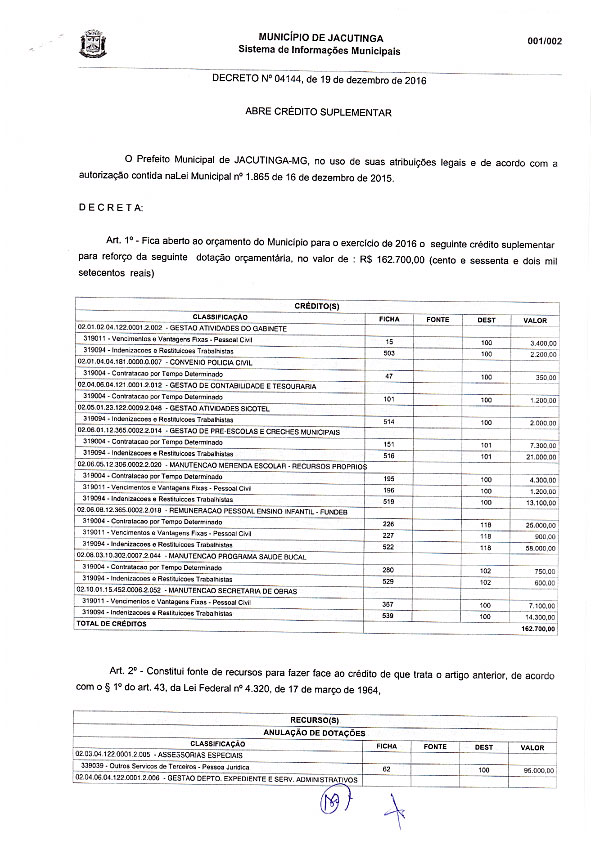 MUNICÍPIO DE JACUTINGA
001/002
Sistema de Informações Municipais
DECRETO Nº 04144, de 19 de dezembro de 2016
ABRE CRÉDITO SUPLEMENTAR
O Prefeito Municipal de JACUTINGA-MG, no uso de suas atribuições legais e de acordo com a
autorização contida naLei Municipal nº 1.865 de 16 de dezembro de 2015.
D E C R E T A:
Art. 1º - Fica aberto ao orçamento do Município para o exercício de 2016 o seguinte crédito suplementar
para reforço da seguinte dotação orçamentária, no valor de : R$ 162.700,00 (cento e sessenta e dois mil
setecentos reais)
CRÉDITO(S)
CLASSIFICAÇÃO FICHA FONTE DEST VALOR
02.01.02.04.122.0001.2.002 - GESTAO ATIVIDADES DO GABINETE
319011 - Vencimentos e Vantagens Fixas - Pessoal Civil 15 100 3.400,00
319094 - Indenizacoes e Restituicoes Trabalhistas 503 100 2.200,00
02.01.04.04.181.0000.0.007 - CONVENIO POLICIA CIVIL
319004 - Contratacao por Tempo Determinado 47 100 350,00
02.04.06.04.121.0001.2.012 - GESTAO DE CONTABILIDADE E TESOURARIA
319004 - Contratacao por Tempo Determinado 101 100 1.200,00
02.05.01.23.122.0009.2.048 - GESTAO ATIVIDADES SICOTEL
319094 - Indenizacoes e Restituicoes Trabalhistas 514 100 2.000,00
02.06.01.12.365.0002.2.014 - GESTAO DE PRE-ESCOLAS E CRECHES MUNICIPAIS
319004 - Contratacao por Tempo Determinado 151 101 7.300,00
319094 - Indenizacoes e Restituicoes Trabalhistas 516 101 21.000,00
02.06.05.12.306.0002.2.020 - MANUTENCAO MERENDA ESCOLAR - RECURSOS PROPRIOS
319004 - Contratacao por Tempo Determinado 195 100 4.300,00
319011 - Vencimentos e Vantagens Fixas - Pessoal Civil 196 100 1.200,00
319094 - Indenizacoes e Restituicoes Trabalhistas 519 100 13.100,00
02.06.08.12.365.0002.2.018 - REMUNERACAO PESSOAL ENSINO INFANTIL - FUNDEB
319004 - Contratacao por Tempo Determinado 226 118 25.000,00
319011 - Vencimentos e Vantagens Fixas - Pessoal Civil 227 118 900,00
319094 - Indenizacoes e Restituicoes Trabalhistas 522 118 58.000,00
02.08.03.10.302.0007.2.044 - MANUTENCAO PROGRAMA SAUDE BUCAL
319004 - Contratacao por Tempo Determinado 280 102 750,00
319094 - Indenizacoes e Restituicoes Trabalhistas 529 102 600,00
02.10.01.15.452.0006.2.052 - MANUTENCAO SECRETARIA DE OBRAS
319011 - Vencimentos e Vantagens Fixas - Pessoal Civil 367 100 7.100,00
319094 - Indenizacoes e Restituicoes Trabalhistas 539 100 14.300,00
TOTAL DE CRÉDITOS 162.700,00
Art. 2º - Constitui fonte de recursos para fazer face ao crédito de que trata o artigo anterior, de acordo
com o § 1º do art. 43, da Lei Federal nº 4.320, de 17 de março de 1964,
RECURSO(S)
ANULAÇÃO DE DOTAÇÕES
CLASSIFICAÇÃO FICHA FONTE DEST VALOR
02.03.04.122.0001.2.005 - ASSESSORIAS ESPECIAIS
339039 - Outros Servicos de Terceiros - Pessoa Juridica 62 100 95.000,00
02.04.06.04.122.0001.2.006 - GESTAO DEPTO. EXPEDIENTE E SERV. ADMINISTRATIVOS